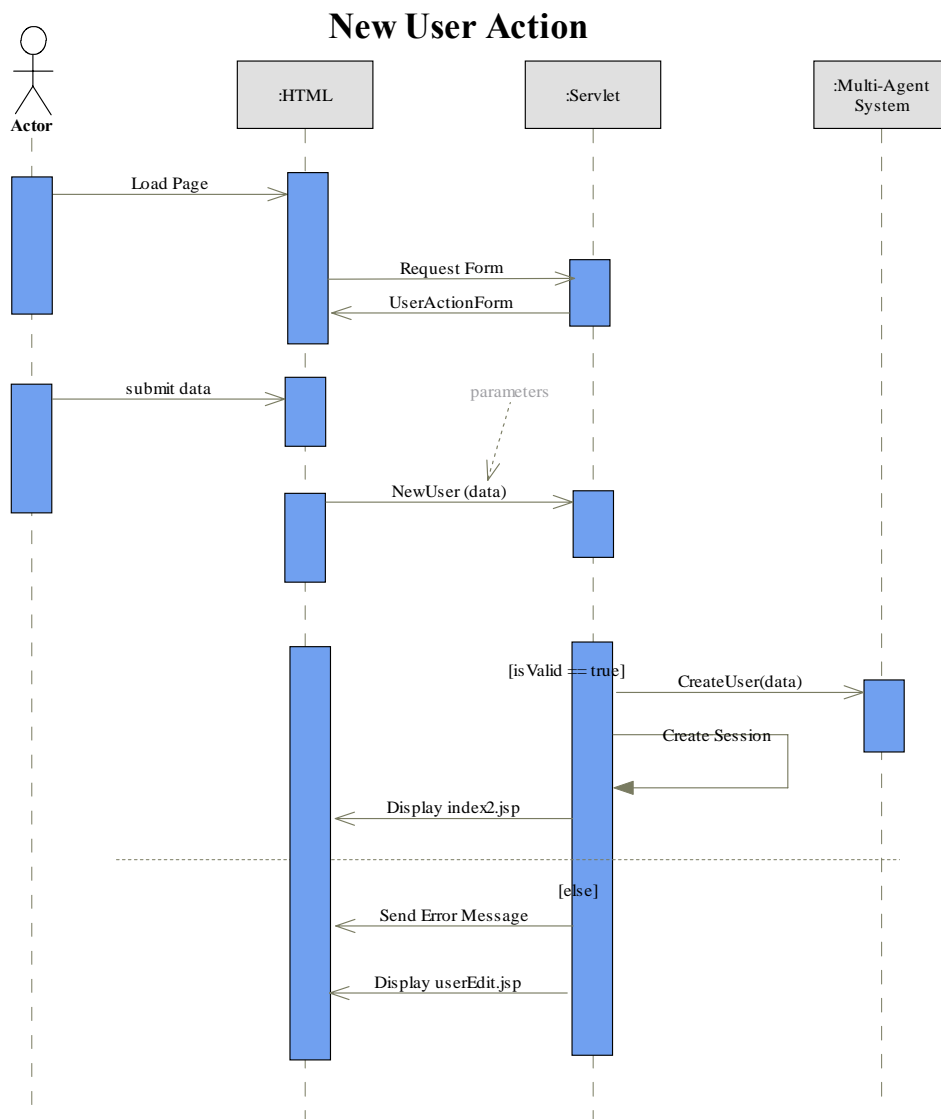 New User Action
Actor
:HTML
:Servlet
:Multi-Agent
System
Load Page
Request Form
UserActionForm
submit data
parameters
NewUser (data)
[isValid == true]
CreateUser(data)
Create Session
Display index2.jsp
[else]
Send Error Message
Display userEdit.jsp